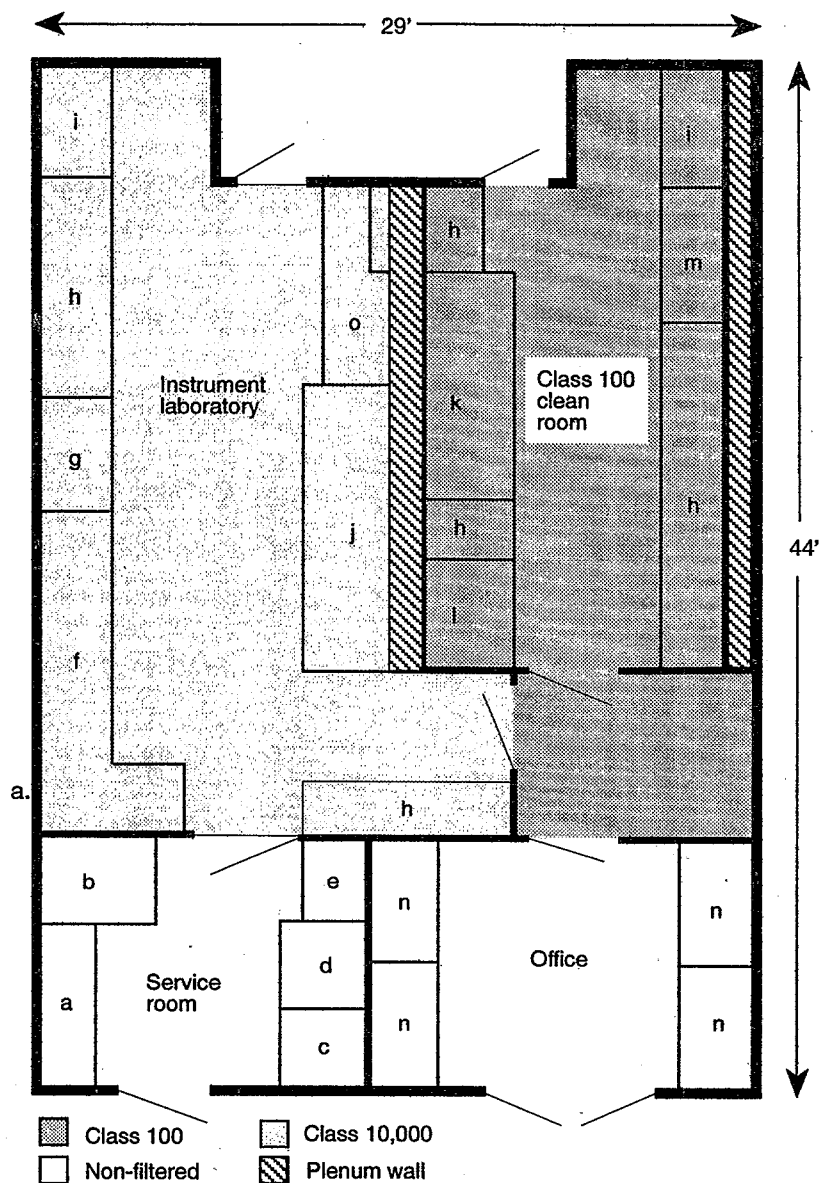 29'
i
i
h
h
m
o
Instrument
laboratory
k
Class 100
clean
room
g
h
j
h
44'
l
f
a.
h
b
e
n
n
d
Office
a
Service
room
n
n
c
Class 100
Class 10,000
Non-filtered
Plenum wall